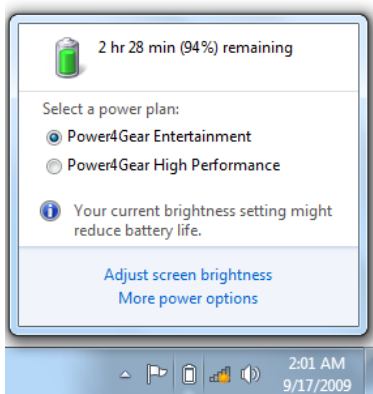 2 hr 28 min (94%) remaining
Select a power plan:
Power4Gear Entertainment
Power4Gear High Performance
Your current brightness setting might
reduce battery life.
Adjust screen brightness
More power options
2:01 AM
9/17/2009